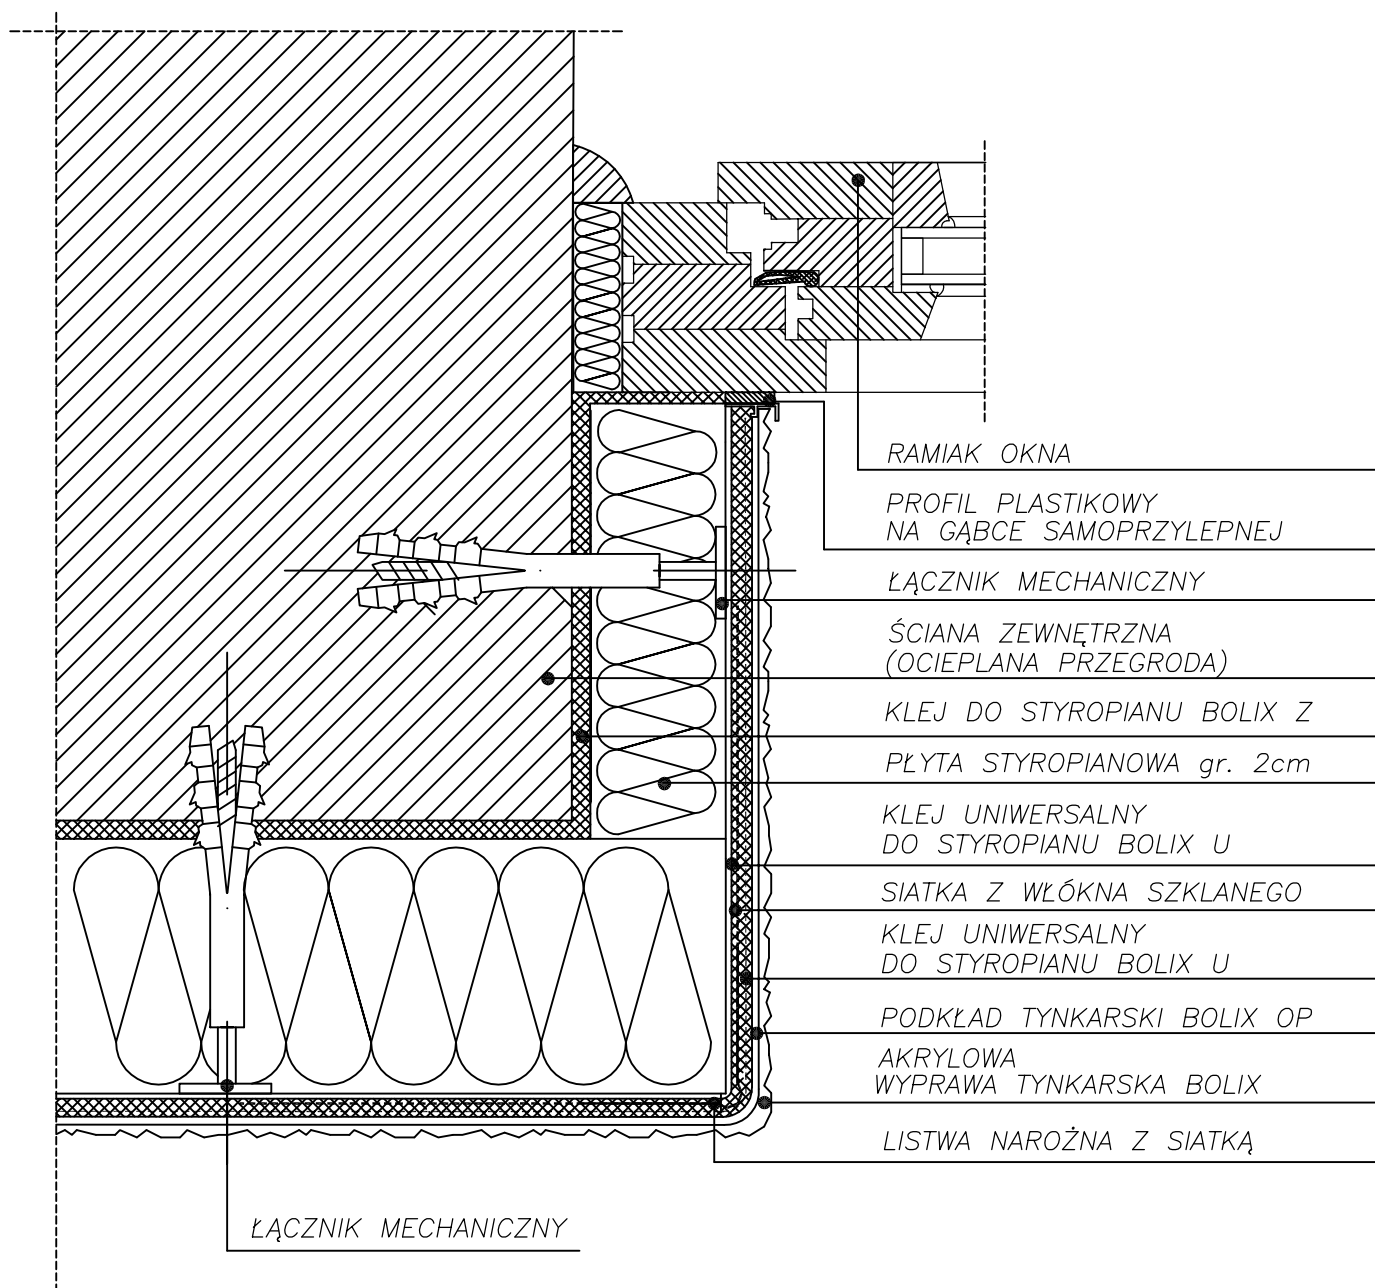 RAMIAK OKNA
PROFIL PLASTIKOWY
NA GĄBCE SAMOPRZYLEPNEJ
ŁĄCZNIK MECHANICZNY
ŚCIANA ZEWNĘTRZNA
(OCIEPLANA PRZEGRODA)
KLEJ DO STYROPIANU BOLIX Z
PŁYTA STYROPIANOWA gr. 2cm
KLEJ UNIWERSALNY
DO STYROPIANU BOLIX U
SIATKA Z WŁÓKNA SZKLANEGO
KLEJ UNIWERSALNY
DO STYROPIANU BOLIX U
PODKŁAD TYNKARSKI BOLIX OP
AKRYLOWA
WYPRAWA TYNKARSKA BOLIX
LISTWA NAROŻNA Z SIATKĄ
ŁĄCZNIK MECHANICZNY